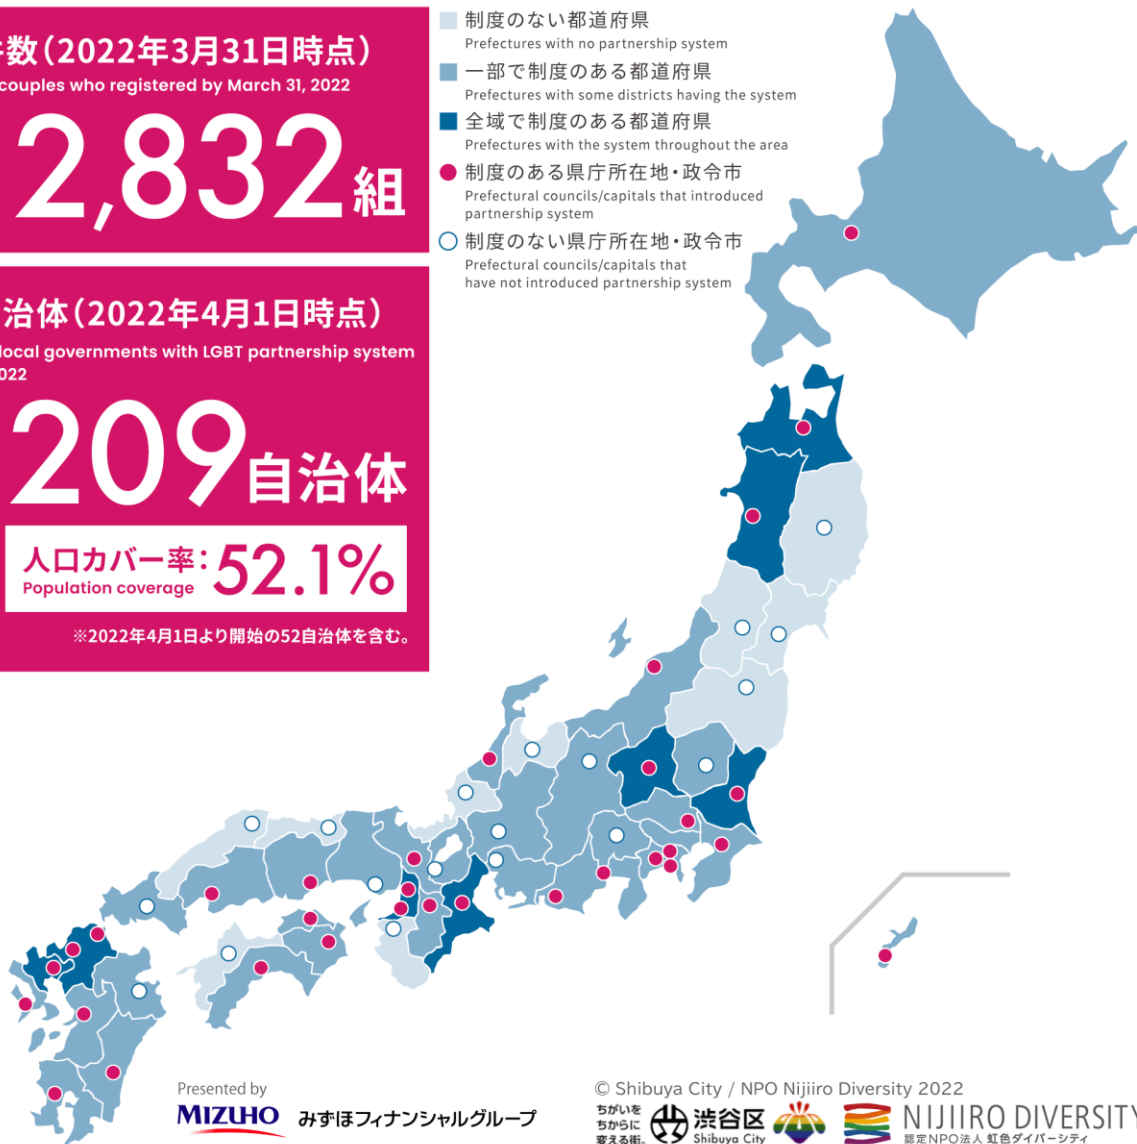 数(2022年3月31日時点)
couples who registered by March 31, 2022
2,832組
治体(2022年4月1日時点)
local governments with LGBT partnership system
022
209自治体
人口カバー率:52.1%
Population coverage
※2022年4月1日より開始の52自治体を含む。
制度のない都道府県
Prefectures with no partnership system
一部で制度のある都道府県
Prefectures with some districts having the system
全域で制度のある都道府県
Prefectures with the system throughout the area
制度のある県庁所在地・政令市
Prefectural councils/capitals that introduced
partnership system
制度のない県庁所在地・政令市
Prefectural councils/capitals that
have not introduced partnership system
Presented by
MIZUHO みずほフィナンシャルグループ
© Shibuya City / NPO Nijiiro Diversity 2022
ちがいを
ちからに
変える街。
渋谷区
Shibuya City
NIJIIRO DIVERSITY
認定NPO法人 虹色ダイバーシティ